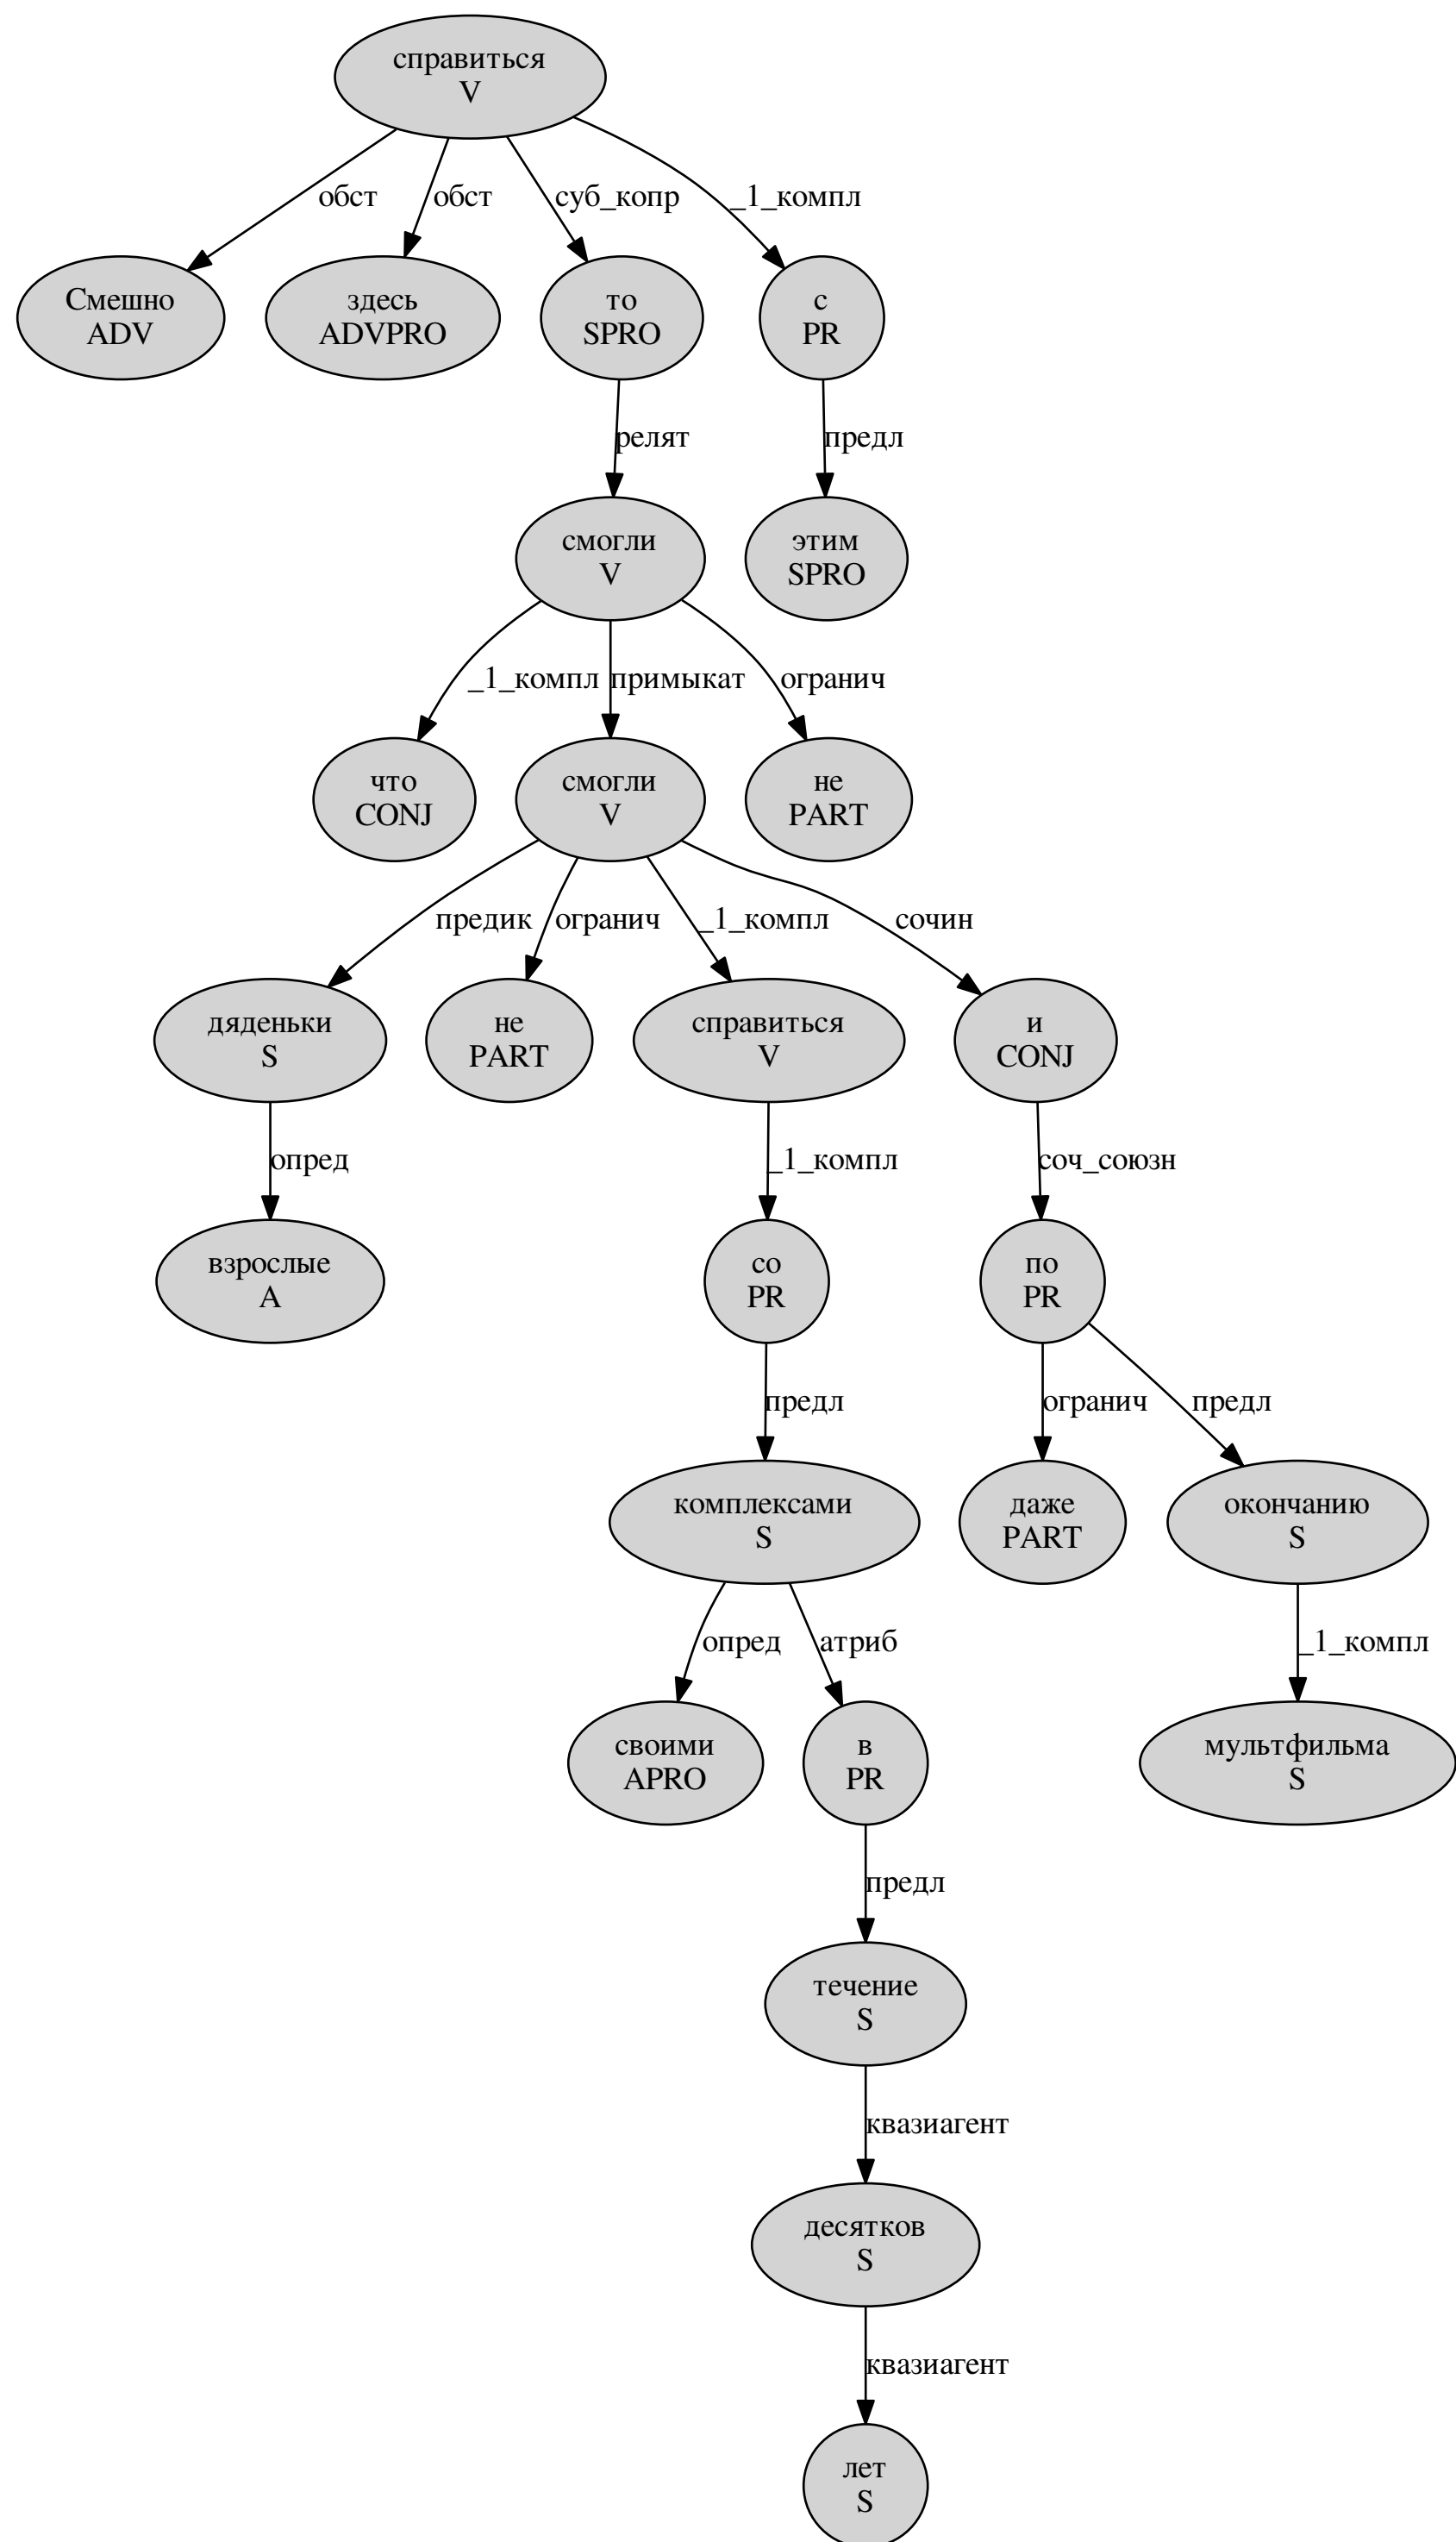 справиться
V
обст
обст
суб_копр
_1_компл
Смешно
ADV
здесь
ADVPRO
то
SPRO
с
PR
релят
предл
смогли
V
этим
SPRO
_1_компл
примыкат
огранич
что
CONJ
смогли
V
не
PART
предик
огранич
_1_компл
сочин
дяденьки
S
не
PART
справиться
V
и
CONJ
опред
_1_компл
соч_союзн
взрослые
A
со
PR
по
PR
предл
огранич
предл
комплексами
S
даже
PART
окончанию
S
опред
атриб
_1_компл
своими
APRO
в
PR
мультфильма
S
предл
течение
S
квазиагент
десятков
S
квазиагент
лет
S